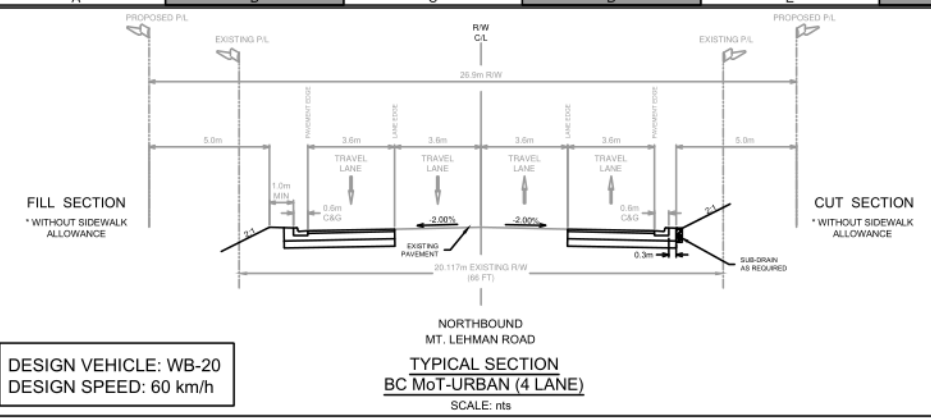 PROPOSED P/L
R/W
C/L
PROPOSED P/L
EXISTING P/L
EXISTING P/L
26.9m R/W
PAVEMENT EDGE
LANE EDGE
LANE EDGE
PAVEMENT EDGE
5.0m
3.6m
3.6m
3.6m
3.6m
5.0m
TRAVEL
LANE
TRAVEL
LANE
TRAVEL
LANE
TRAVEL
LANE
1.0m
MIN
0.6m
C&G
0.6m
C&G
FILL SECTION
* WITHOUT SIDEWALK
ALLOWANCE
CUT SECTION
* WITHOUT SIDEWALK
ALLOWANCE
2:1
-2.00%
-2.00%
2:1
EXISTING
PAVEMENT
0.3m
SUB-DRAIN
AS REQUIRED
20.117m EXISTING R/W
(66 FT)
NORTHBOUND
MT. LEHMAN ROAD
TYPICAL SECTION
BC MoT-URBAN (4 LANE)
SCALE: nts
DESIGN VEHICLE: WB-20
DESIGN SPEED: 60 km/h